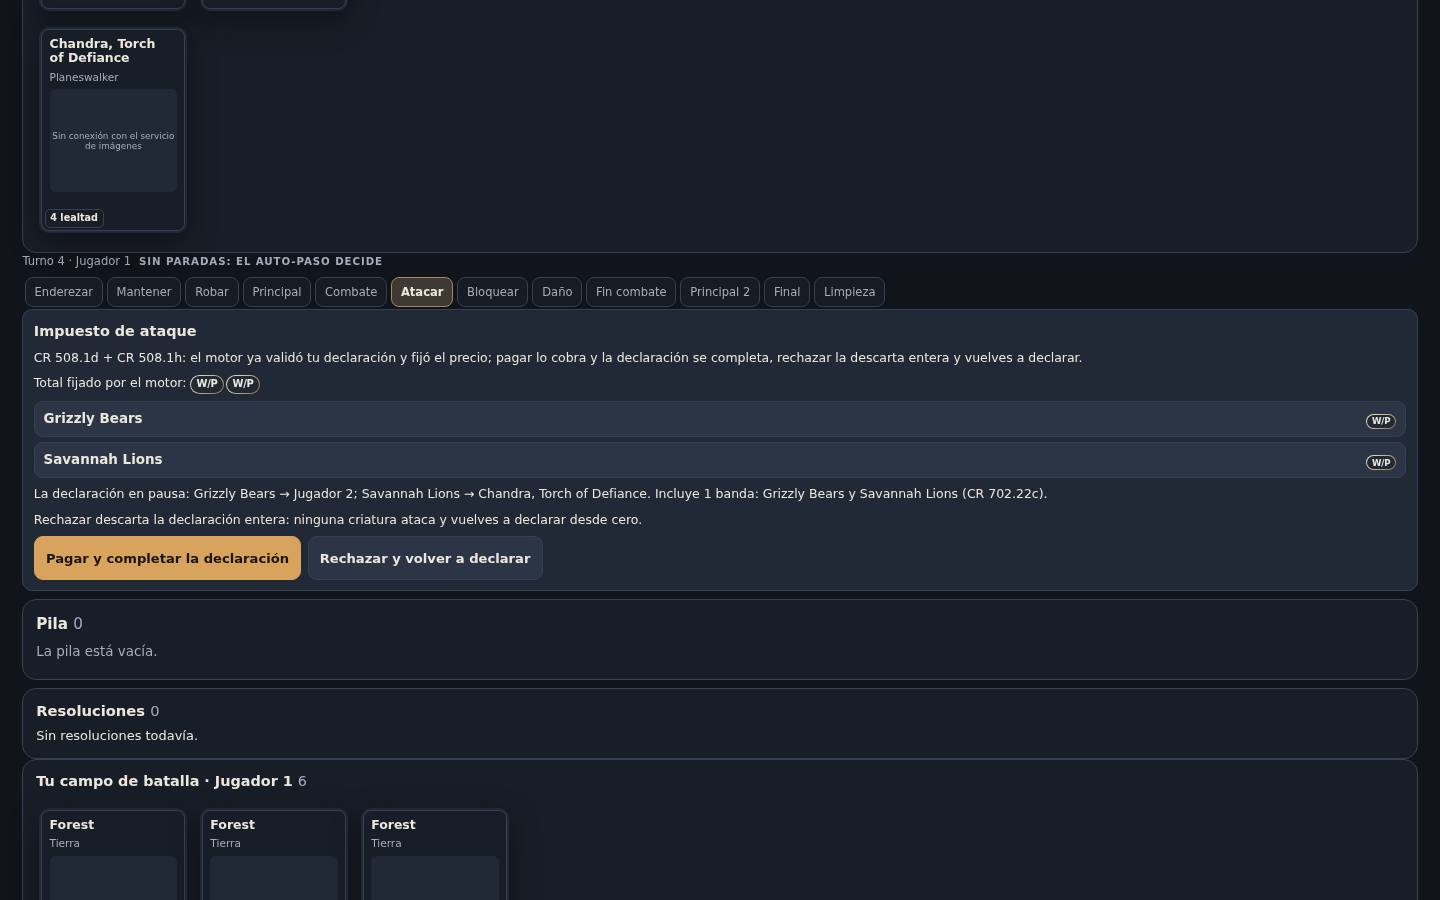 Chandra, Torch
of Defiance
Planeswalker
Sin conexión con el servicio
de imágenes
4 lealtad
Turno 4 · Jugador 1 SIN PARADAS: EL AUTO-PASO DECIDE
Enderezar Mantener Robar Principal Combate Atacar Bloquear Daño Fin combate Principal 2 Final Limpieza
Impuesto de ataque
CR 508.1d + CR 508.1h: el motor ya validó tu declaración y fijó el precio; pagar lo cobra y la declaración se completa, rechazar la descarta entera y vuelves a declarar.
Total fijado por el motor: W/P W/P
Grizzly Bears W/P
Savannah Lions W/P
La declaración en pausa: Grizzly Bears → Jugador 2; Savannah Lions → Chandra, Torch of Defiance. Incluye 1 banda: Grizzly Bears y Savannah Lions (CR 702.22c).
Rechazar descarta la declaración entera: ninguna criatura ataca y vuelves a declarar desde cero.
Pagar y completar la declaración Rechazar y volver a declarar
Pila 0
La pila está vacía.
Resoluciones 0
Sin resoluciones todavía.
Tu campo de batalla · Jugador 1 6
Forest Forest Forest
Tierra Tierra Tierra